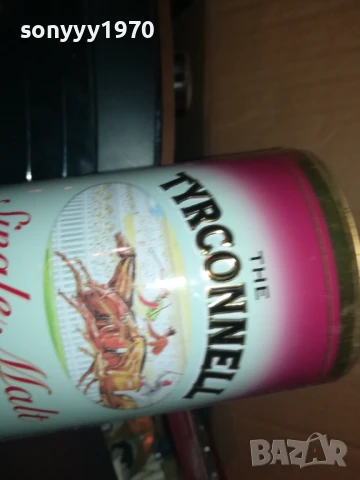 sonyyy1970
THE
TYRCONNELL
Single Malt
BAZAR